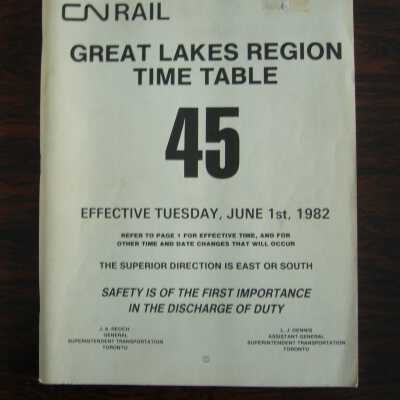 CN RAIL
GREAT LAKES REGION
TIME TABLE
45
EFFECTIVE TUESDAY, JUNE 1st, 1982
REFER TO PAGE 1 FOR EFFECTIVE TIME, AND FOR
OTHER TIME AND DATE CHANGES THAT WILL OCCUR
THE SUPERIOR DIRECTION IS EAST OR SOUTH
SAFETY IS OF THE FIRST IMPORTANCE
IN THE DISCHARGE OF DUTY
J. A. REOCH
GENERAL
SUPERINTENDENT TRANSPORTATION
TORONTO
L. J. DENNIS
ASSISTANT GENERAL
SUPERINTENDENT TRANSPORTATION
TORONTO